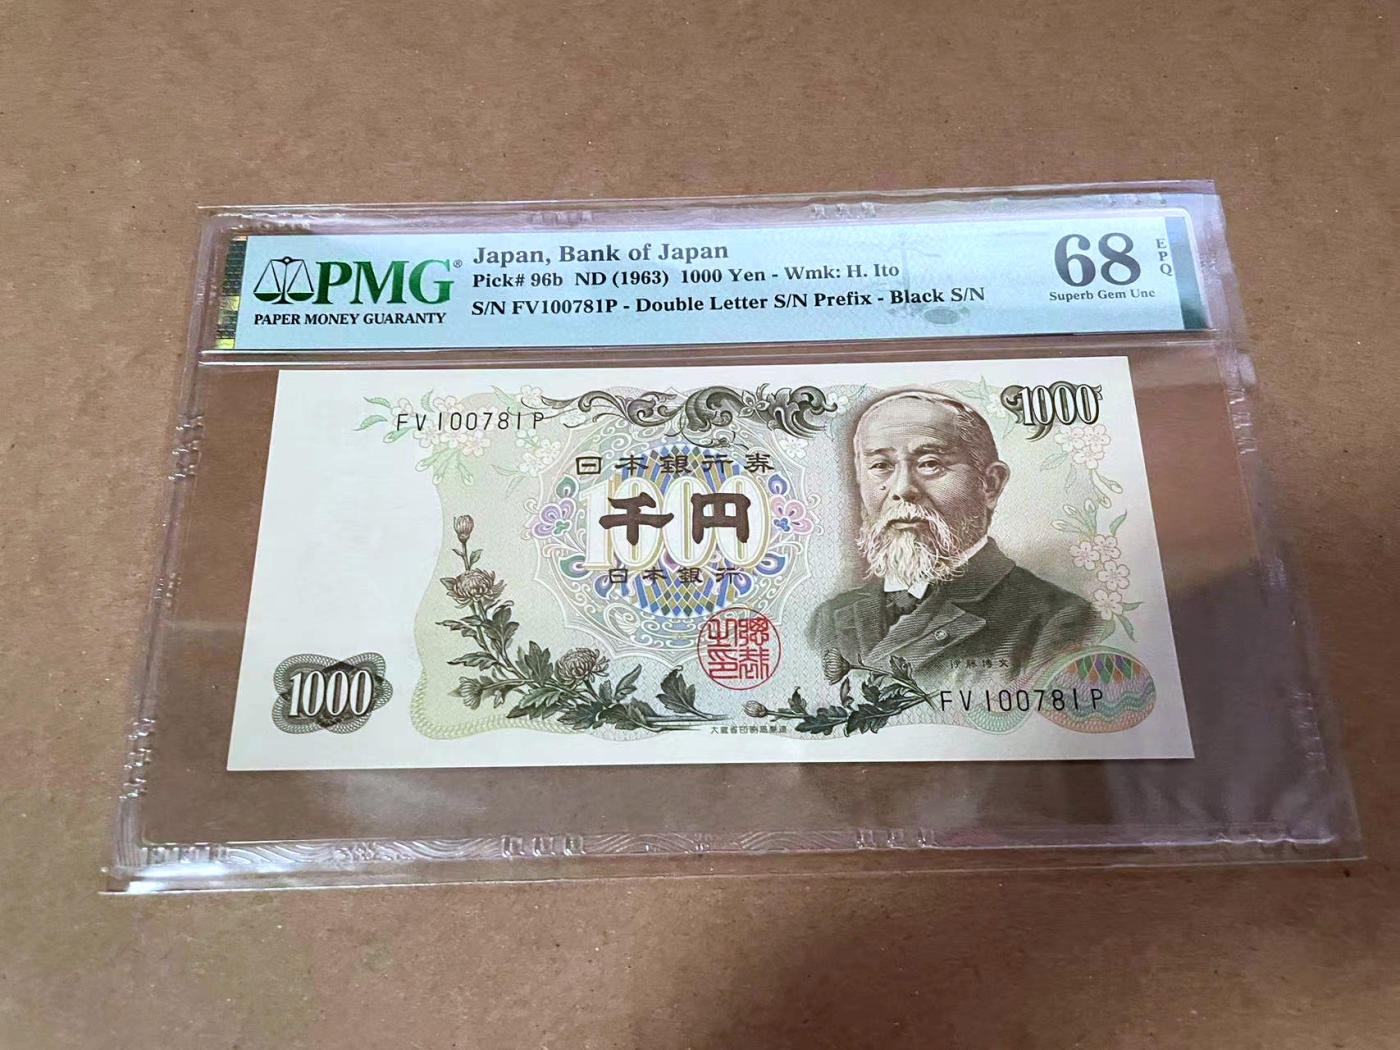 PMG®
PAPER MONEY GUARANTY
Japan, Bank of Japan
Pick# 96b ND (1963) 1000 Yen - Wmk: H. Ito
S/N FV100781P - Double Letter S/N Prefix - Black S/N
68
EPQ
Superb Gem Unc
FV100781P
1000
日本銀行券
1000
千円
日本銀行
伊藤博文
1000
FV100781P
大蔵省印刷局製造